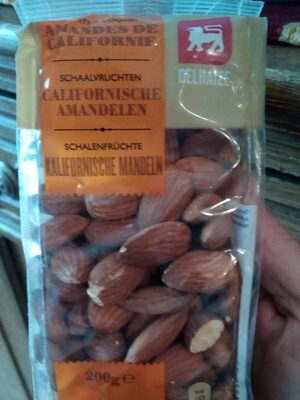 AMANDES DE
CALIFORNIE
SCHAALVRUCHTEN
CALIFORNISCHE
AMANDELEN
SCHALENFRÜCHTE
KALIFORNISCHE MANDELN
DELHAIZE
200g e